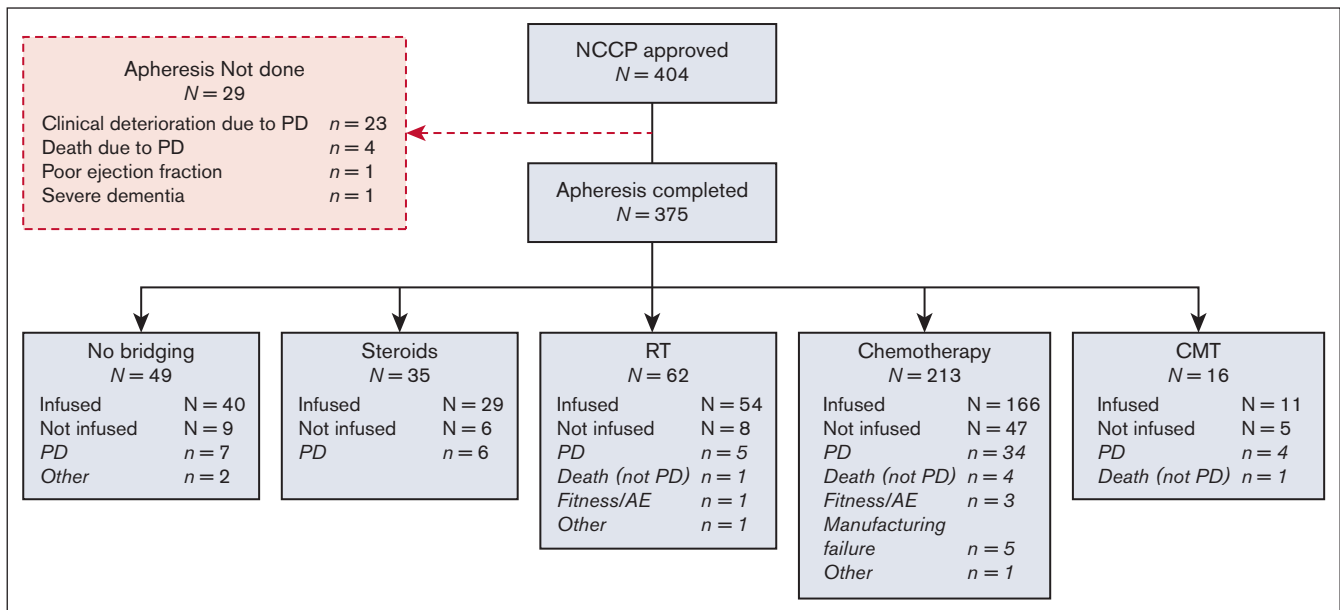 NCCP approved
N = 404
Apheresis Not done
N = 29
Clinical deterioration due to PD n = 23
Death due to PD n = 4
Poor ejection fraction n = 1
Severe dementia n = 1
Apheresis completed
N = 375
No bridging
N = 49
Infused N = 40
Not infused N = 9
PD n = 7
Other n = 2
Steroids
N = 35
Infused N = 29
Not infused N = 6
PD n = 6
RT
N = 62
Infused N = 54
Not infused N = 8
PD n = 5
Death (not PD) n = 1
Fitness/AE n = 1
Other n = 1
Chemotherapy
N = 213
Infused N = 166
Not infused N = 47
PD n = 34
Death (not PD) n = 4
Fitness/AE n = 3
Manufacturing
failure n = 5
Other n = 1
CMT
N = 16
Infused N = 11
Not infused N = 5
PD n = 4
Death (not PD) n = 1